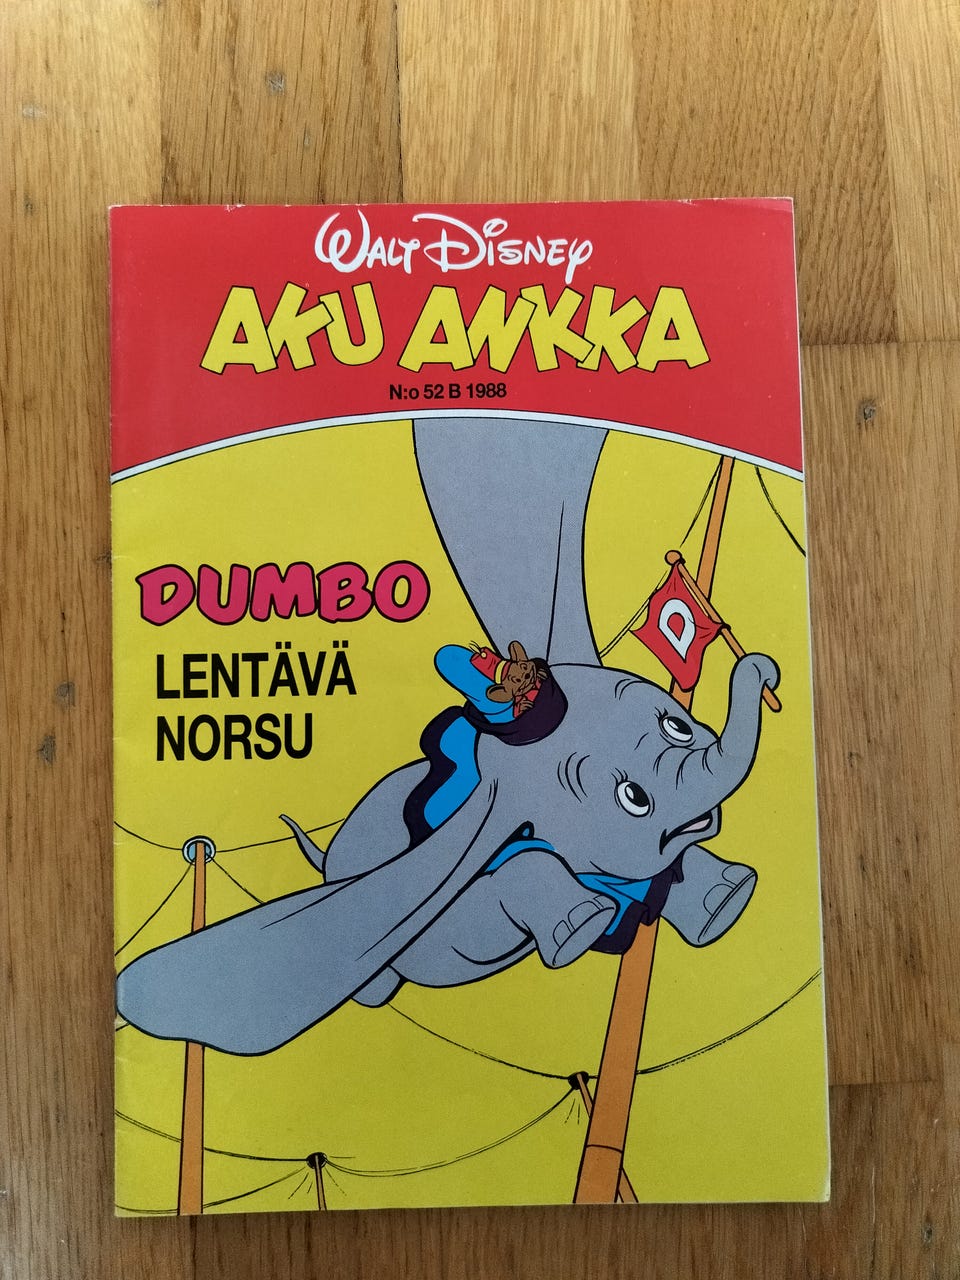 WALT DISNEY
AKU ANKKA
N:o 52 B 1988
DUMBO
LENTÄVÄ
NORSU
D